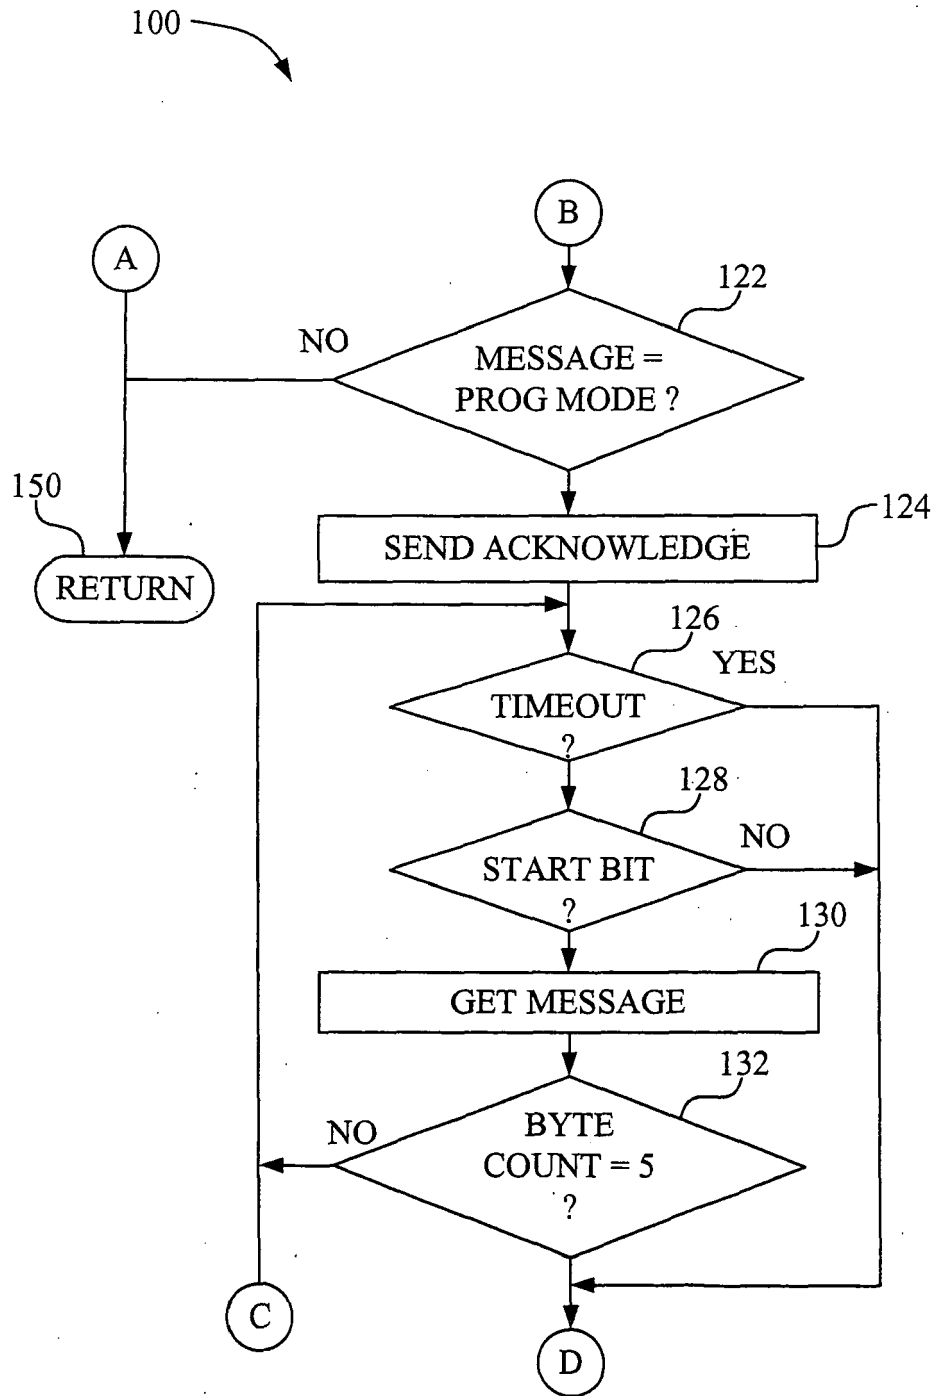 100
B
A
122
NO
MESSAGE =
PROG MODE ?
150
124
SEND ACKNOWLEDGE
RETURN
126
YES
TIMEOUT
?
128
NO
START BIT
?
130
GET MESSAGE
132
NO
BYTE
COUNT = 5
?
C
D